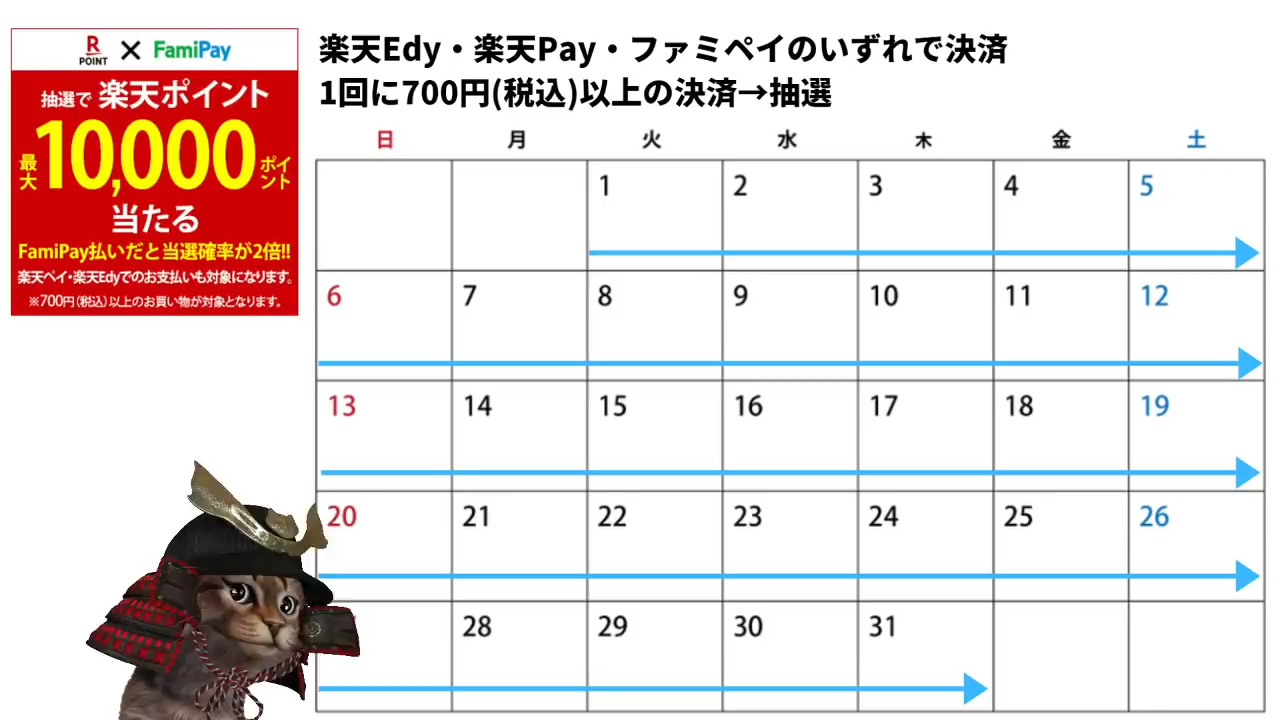 R
POINT × FamiPay
抽選で 楽天ポイント
最大10,000ポイント
当たる
FamiPay払いだと当選確率が2倍!!
楽天ペイ・楽天Edyでのお支払いも対象になります。
※700円(税込)以上のお買い物が対象となります。
楽天Edy・楽天Pay・ファミペイのいずれで決済
1回に700円(税込)以上の決済→抽選
日 月 火 水 木 金 土
1 2 3 4 5
6 7 8 9 10 11 12
13 14 15 16 17 18 19
20 21 22 23 24 25 26
28 29 30 31